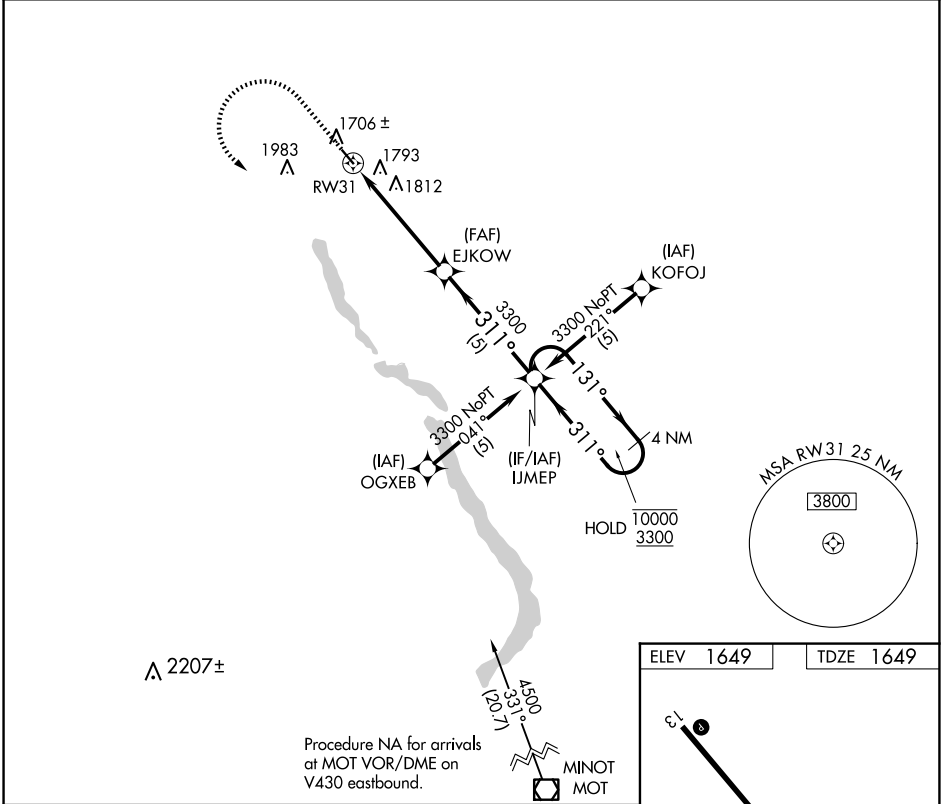 1706 ±
1983
1793
RW31
1812
(FAF)
EJKOW
(IAF)
KOFOJ
3300
311°
(5)
3300 NoPT
221°
(5)
131°
3300 NoPT
041°
(5)
311°
4 NM
(IAF)
OGXEB
(IF/IAF)
IJMEP
HOLD
10000
3300
MSA RW31 25 NM
3800
2207 ±
4500
331°
(20.7)
Procedure NA for arrivals
at MOT VOR/DME on
V430 eastbound.
MINOT
MOT
ELEV 1649
TDZE 1649
13
P